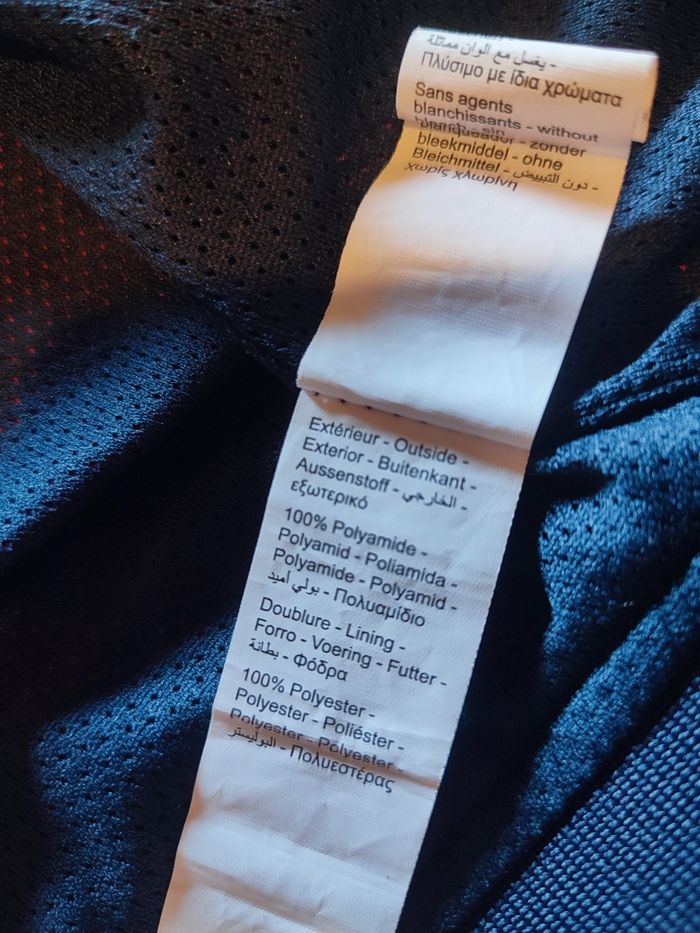 - يغسل مع الوان مماثلة
Πλύσιμο με ίδια χρώματα
Sans agents
blanchissants - without
bleekmiddel - ohne
Bleichmittel - دون التبييض -
χωρίς χλωρίνη
Extérieur - Outside -
Exterior - Buitenkant -
Aussenstoff - الخارجي -
εξωτερικό
100% Polyamide -
Polyamid - Poliamida -
Polyamide - Polyamid -
بولي أميد - Πολυαμίδιο
Doublure - Lining -
Forro - Voering - Futter -
بطانة - Φόδρα
100% Polyester -
Polyester - Poliéster -
Polyester - Polyester -
البوليستر - Πολυεστέρας